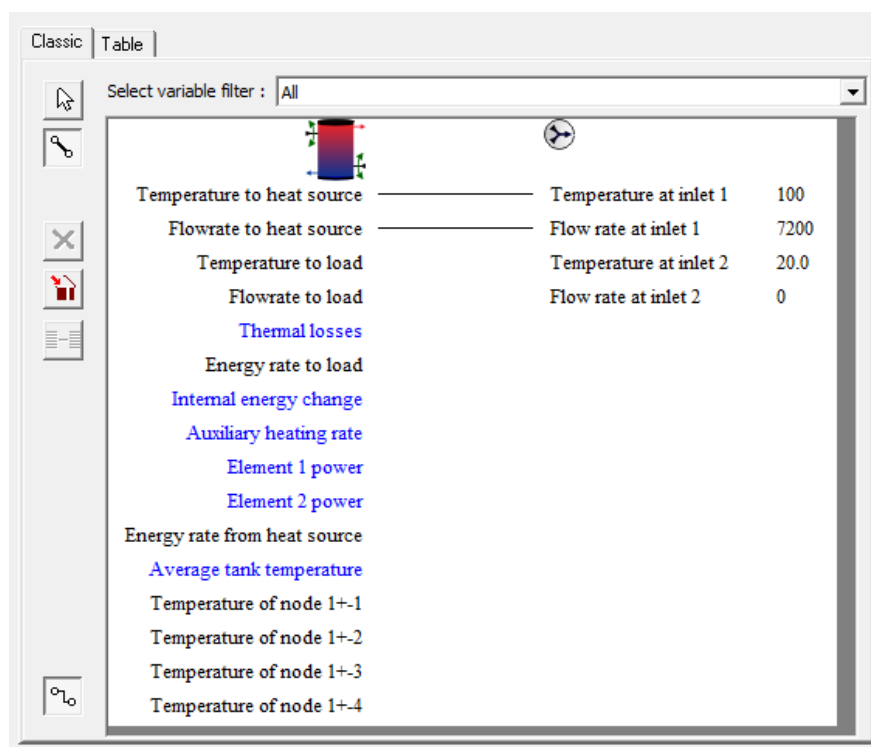 Classic Table
Select variable filter : All
Temperature to heat source Temperature at inlet 1 100
Flowrate to heat source Flow rate at inlet 1 7200
Temperature to load Temperature at inlet 2 20.0
Flowrate to load Flow rate at inlet 2 0
Thermal losses
Energy rate to load
Internal energy change
Auxiliary heating rate
Element 1 power
Element 2 power
Energy rate from heat source
Average tank temperature
Temperature of node 1+-1
Temperature of node 1+-2
Temperature of node 1+-3
Temperature of node 1+-4